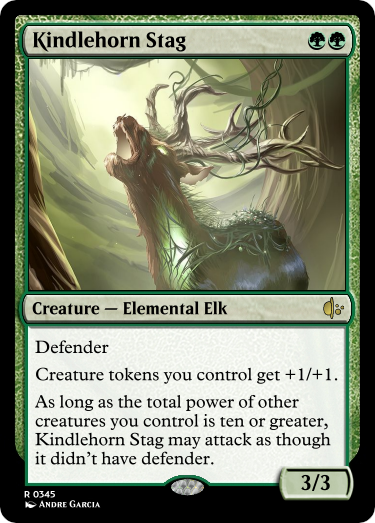 Kindlehorn Stag
Creature — Elemental Elk
Defender
Creature tokens you control get +1/+1.
As long as the total power of other
creatures you control is ten or greater,
Kindlehorn Stag may attack as though
it didn't have defender.
3/3
R 0345
Andre Garcia